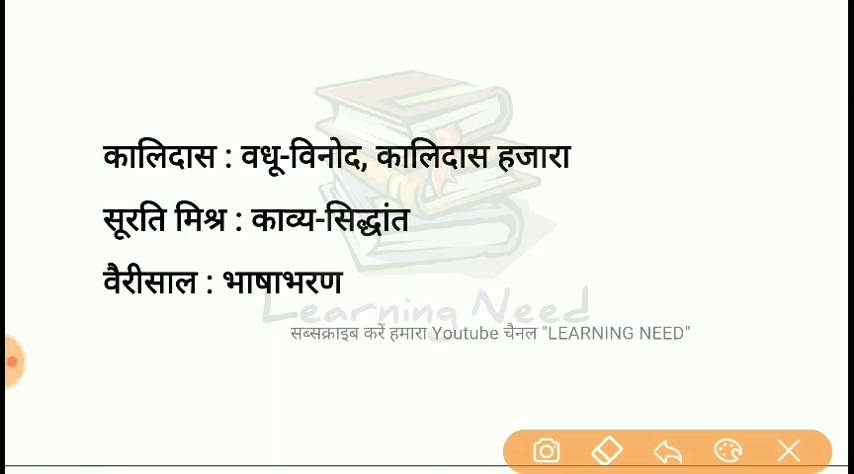 कालिदास : वधू-विनोद, कालिदास हजारा
सूरति मिश्र : काव्य-सिद्धांत
वैरीसाल : भाषाभरण
Learning Need
सब्सक्राइब करें हमारा Youtube चैनल "LEARNING NEED"